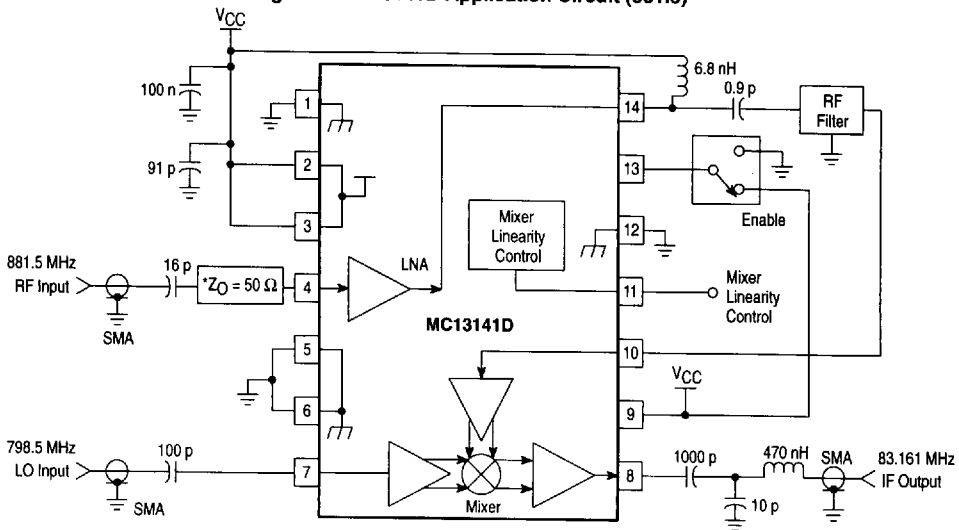 Application Circuit (881.5)
VCC
6.8 nH
100 n
0.9 p
1
14
RF
Filter
91 p
2
13
3
Mixer
Linearity
Control
Enable
12
881.5 MHz
RF Input
16 p
*ZO = 50 Ω
4
LNA
11
Mixer
Linearity
Control
SMA
MC13141D
5
10
6
VCC
9
798.5 MHz
LO Input
100 p
7
8
1000 p
470 nH
SMA
83.161 MHz
IF Output
SMA
Mixer
10 p